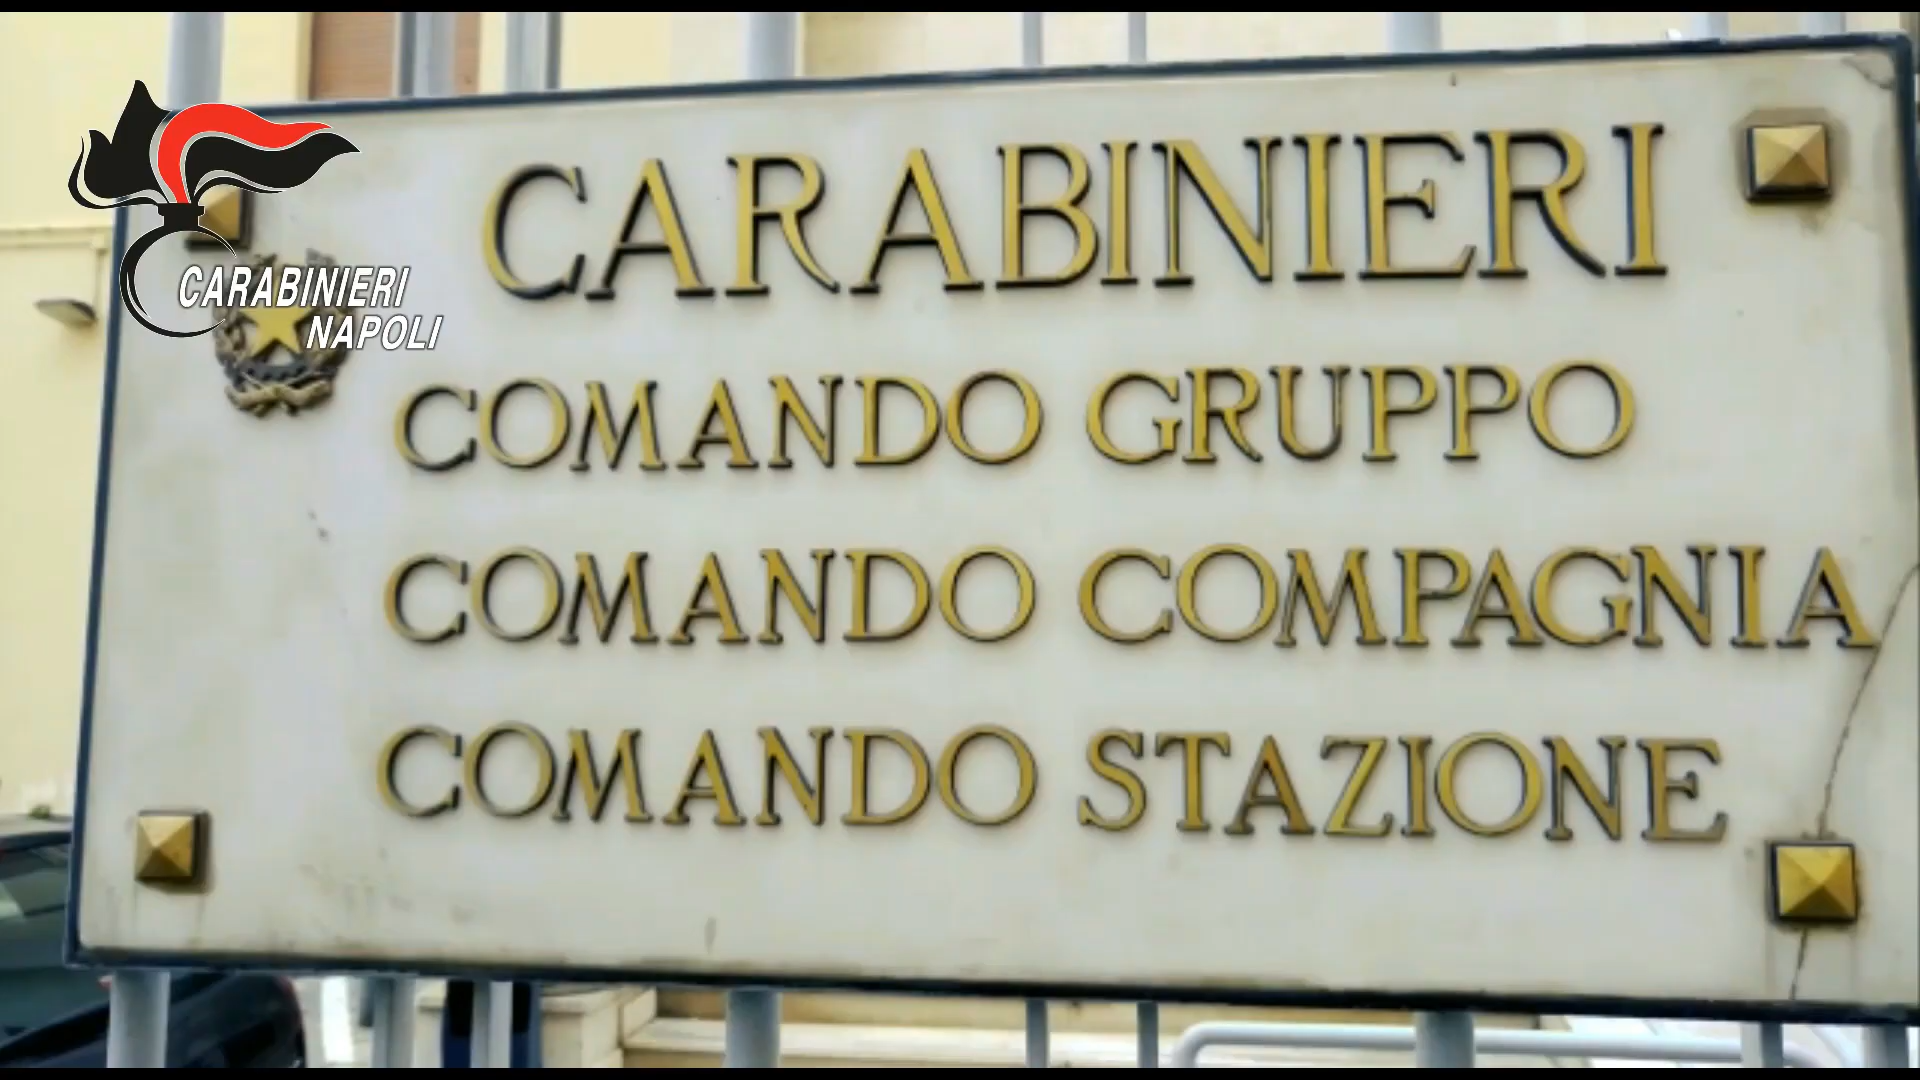 CARABINIERI
CARABINIERI
NAPOLI
COMANDO GRUPPO
COMANDO COMPAGNIA
COMANDO STAZIONE